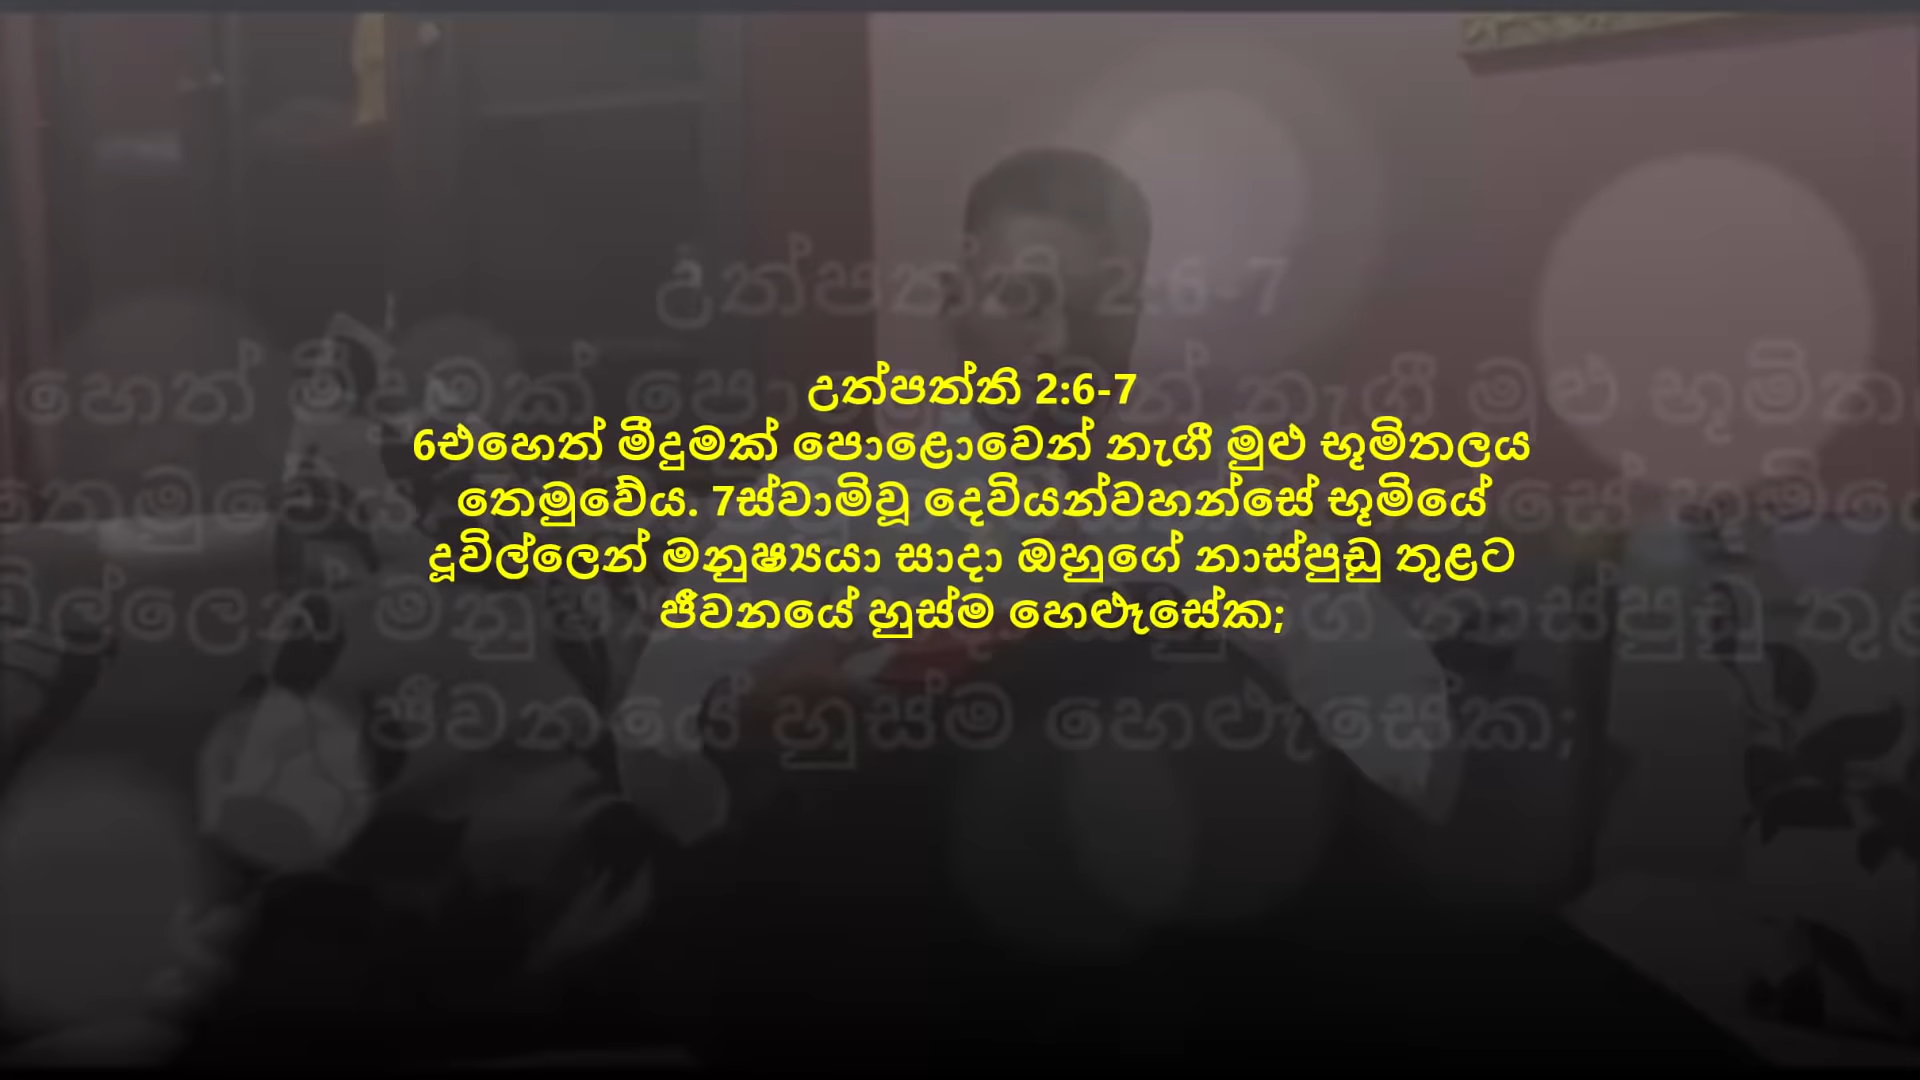 උත්පත්ති 2:6-7
6එහෙත් මීදුමක් පොළොවෙන් නැගී මුළු භූමිතලය
තෙමුවේය. 7ස්වාමිවූ දෙවියන්වහන්සේ භූමියේ
දූවිල්ලෙන් මනුෂ්‍යයා සාදා ඔහුගේ නාස්පුඩු තුළට
ජීවනයේ හුස්ම හෙළූසේක;